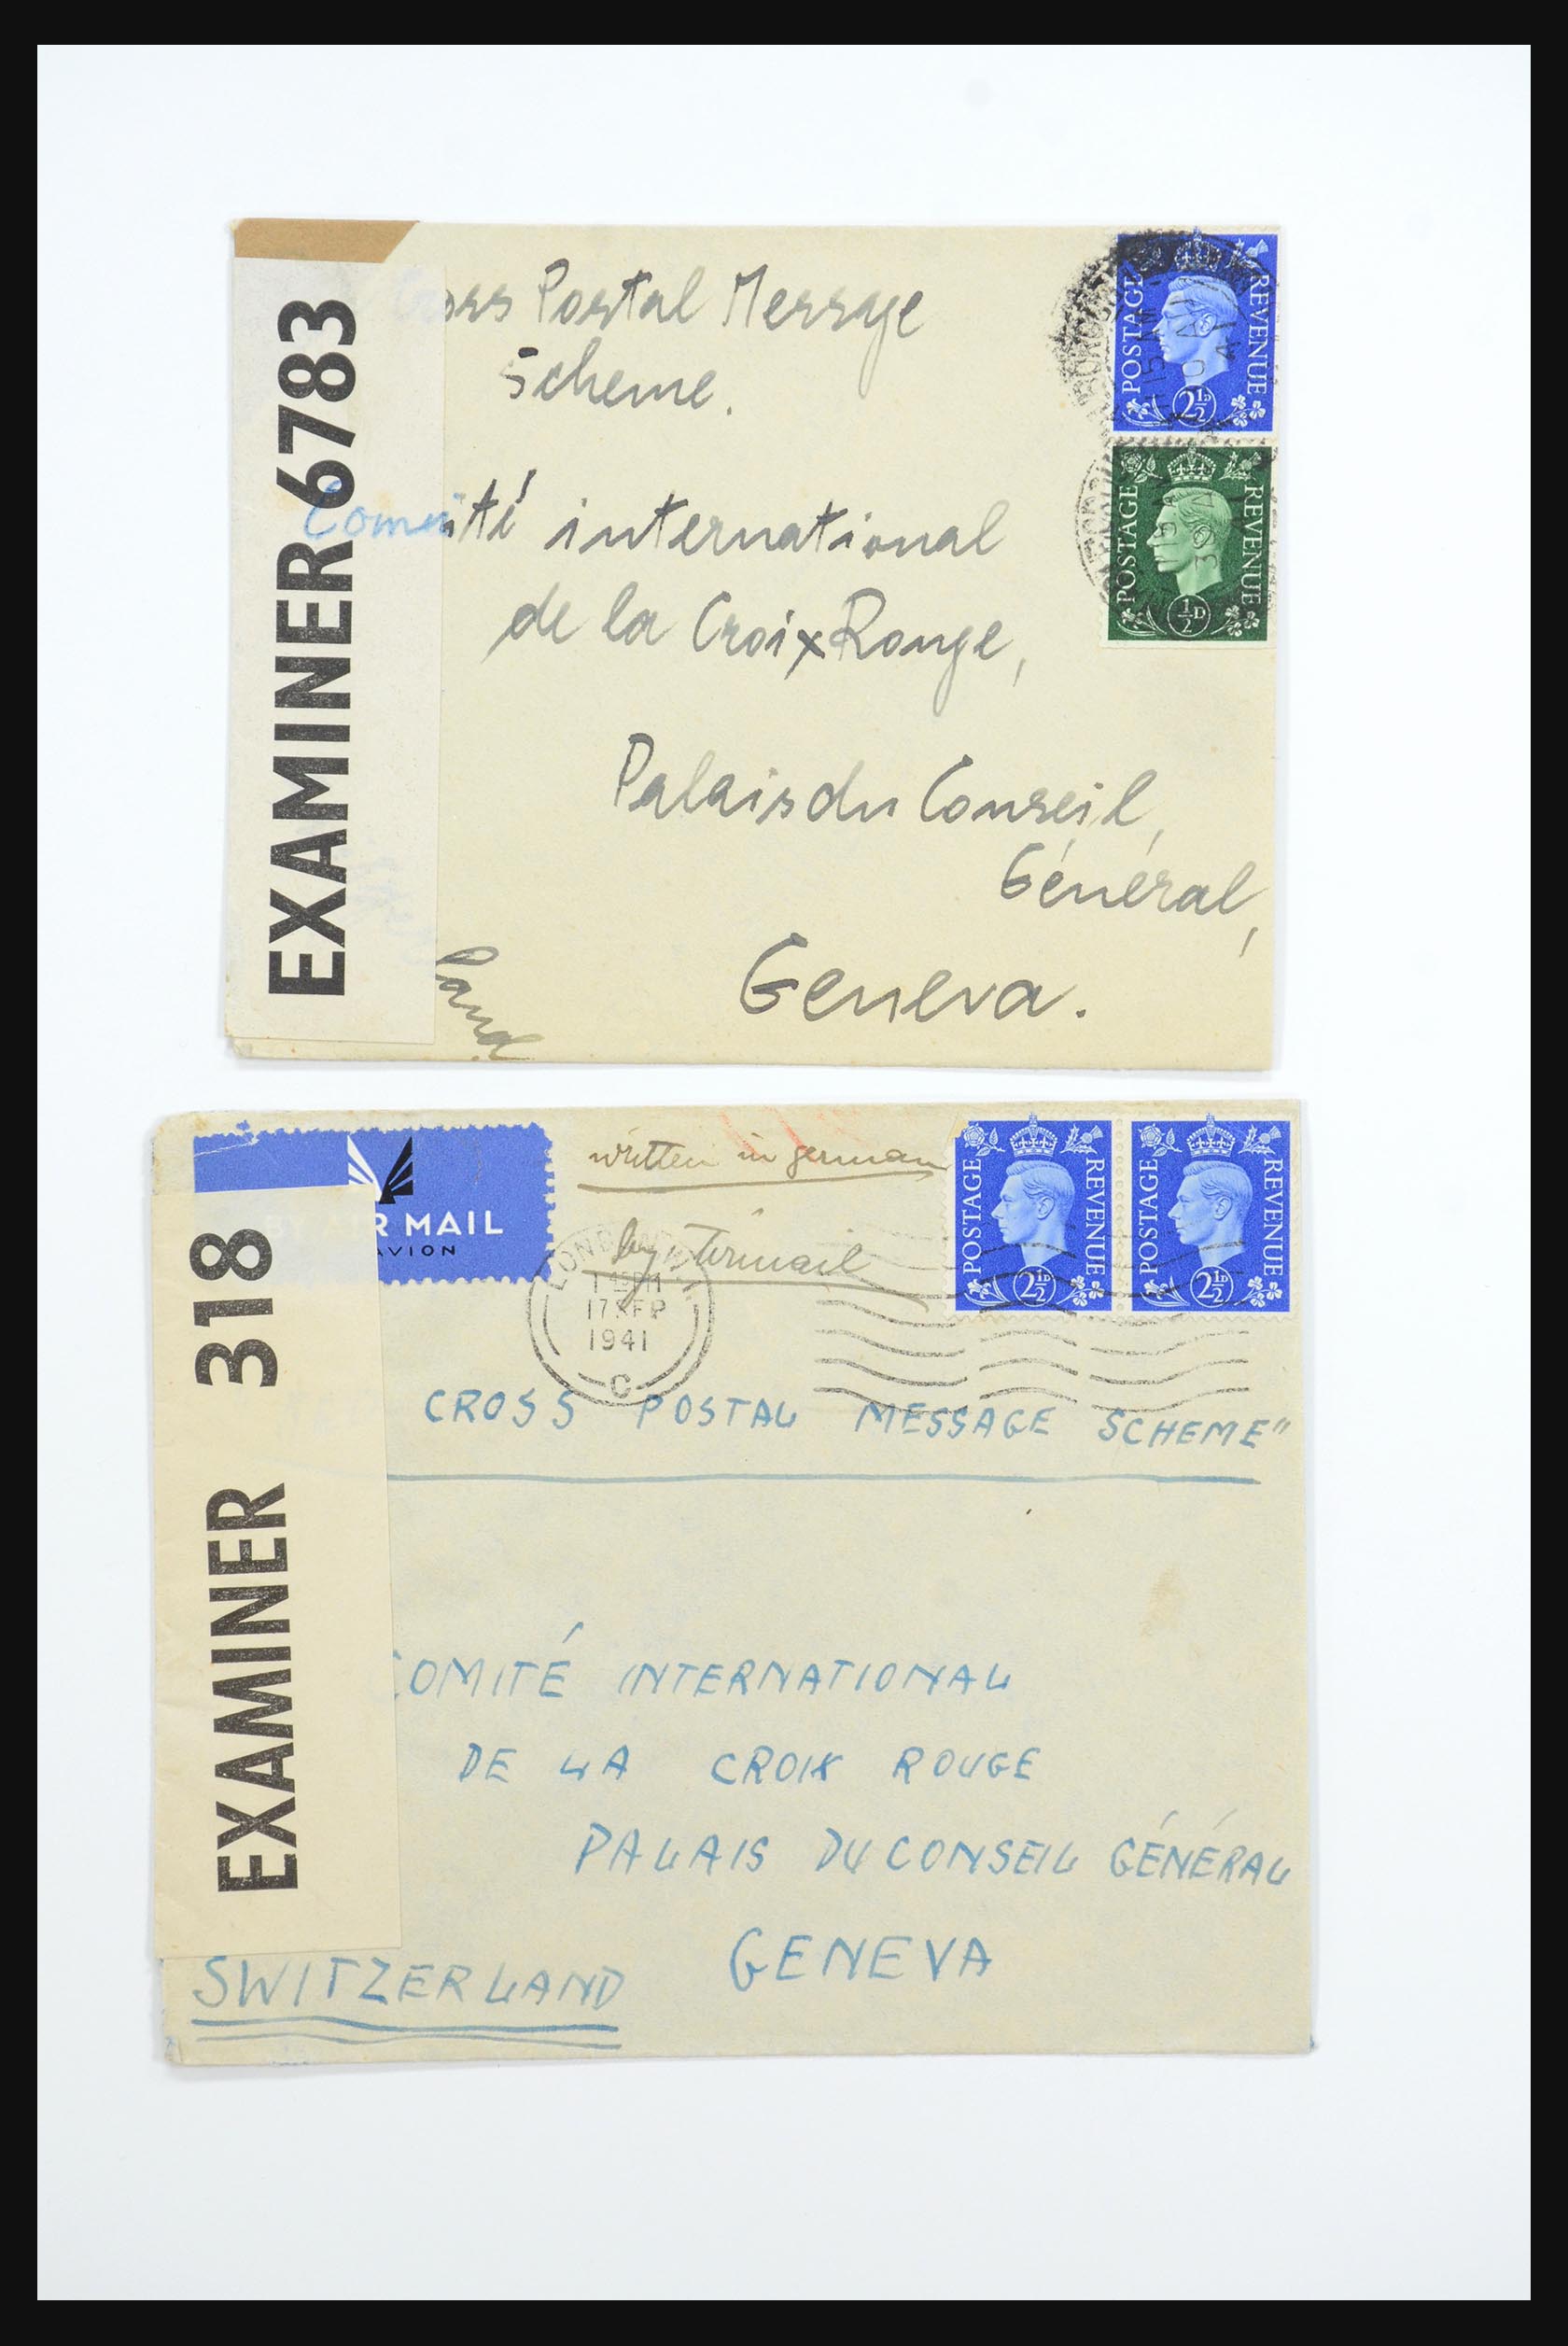 EXAMINER 6783
oss Postal Message
Scheme.
Comité international
de la Croix Rouge,
Palais du Conseil,
Général,
Geneva.
land
POSTAGE REVENUE
2½D
POSTAGE REVENUE
½D
EXAMINER 318
AIR MAIL
AVION
written in german
by Airmail
LONDON
17 SEP
1941
C
POSTAGE REVENUE
2½D
POSTAGE REVENUE
2½D
CROSS POSTAL MESSAGE SCHEME"
COMITÉ INTERNATIONAL
DE LA CROIX ROUGE
PALAIS DU CONSEIL GÉNÉRAL
GENEVA
SWITZERLAND